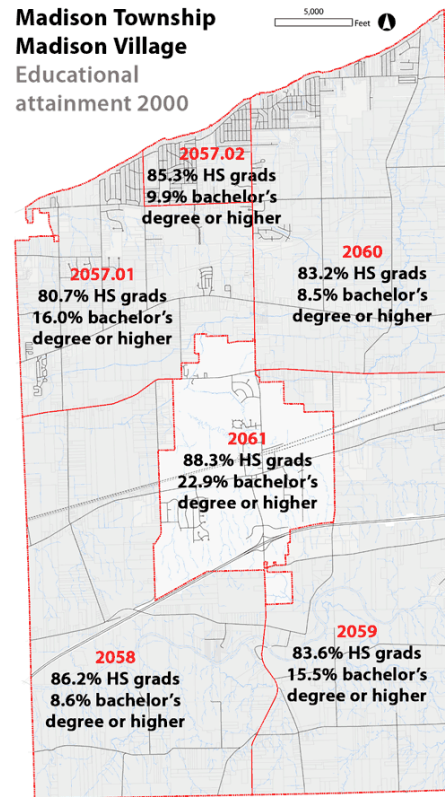 Madison Township
Madison Village
Educational
attainment 2000
5,000
Feet
2057.02
85.3% HS grads
9.9% bachelor's
degree or higher
2060
83.2% HS grads
8.5% bachelor's
degree or higher
2057.01
80.7% HS grads
16.0% bachelor's
degree or higher
2061
88.3% HS grads
22.9% bachelor's
degree or higher
2059
83.6% HS grads
15.5% bachelor's
degree or higher
2058
86.2% HS grads
8.6% bachelor's
degree or higher